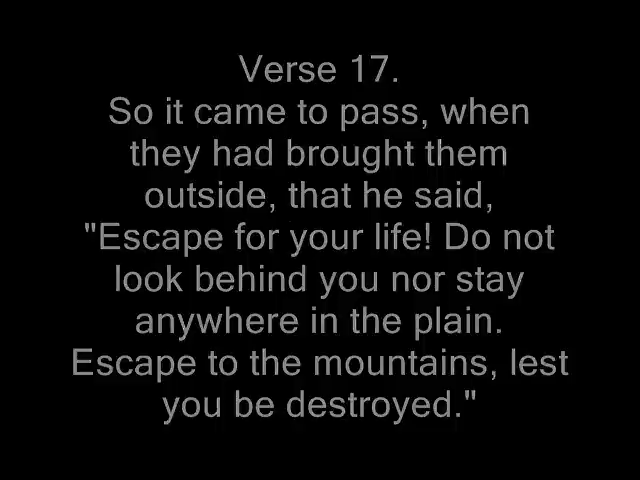 Verse 17.
So it came to pass, when
they had brought them
outside, that he said,
"Escape for your life! Do not
look behind you nor stay
anywhere in the plain.
Escape to the mountains, lest
you be destroyed."